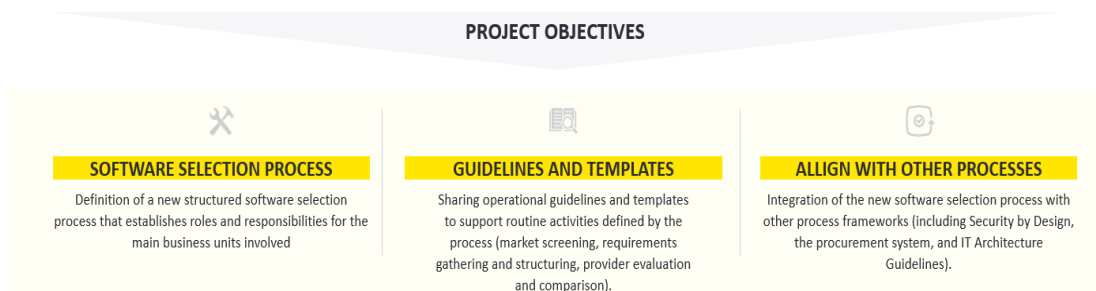 PROJECT OBJECTIVES
SOFTWARE SELECTION PROCESS
Definition of a new structured software selection
process that establishes roles and responsibilities for the
main business units involved
GUIDELINES AND TEMPLATES
Sharing operational guidelines and templates
to support routine activities defined by the
process (market screening, requirements
gathering and structuring, provider evaluation
and comparison).
ALLIGN WITH OTHER PROCESSES
Integration of the new software selection process with
other process frameworks (including Security by Design,
the procurement system, and IT Architecture
Guidelines).